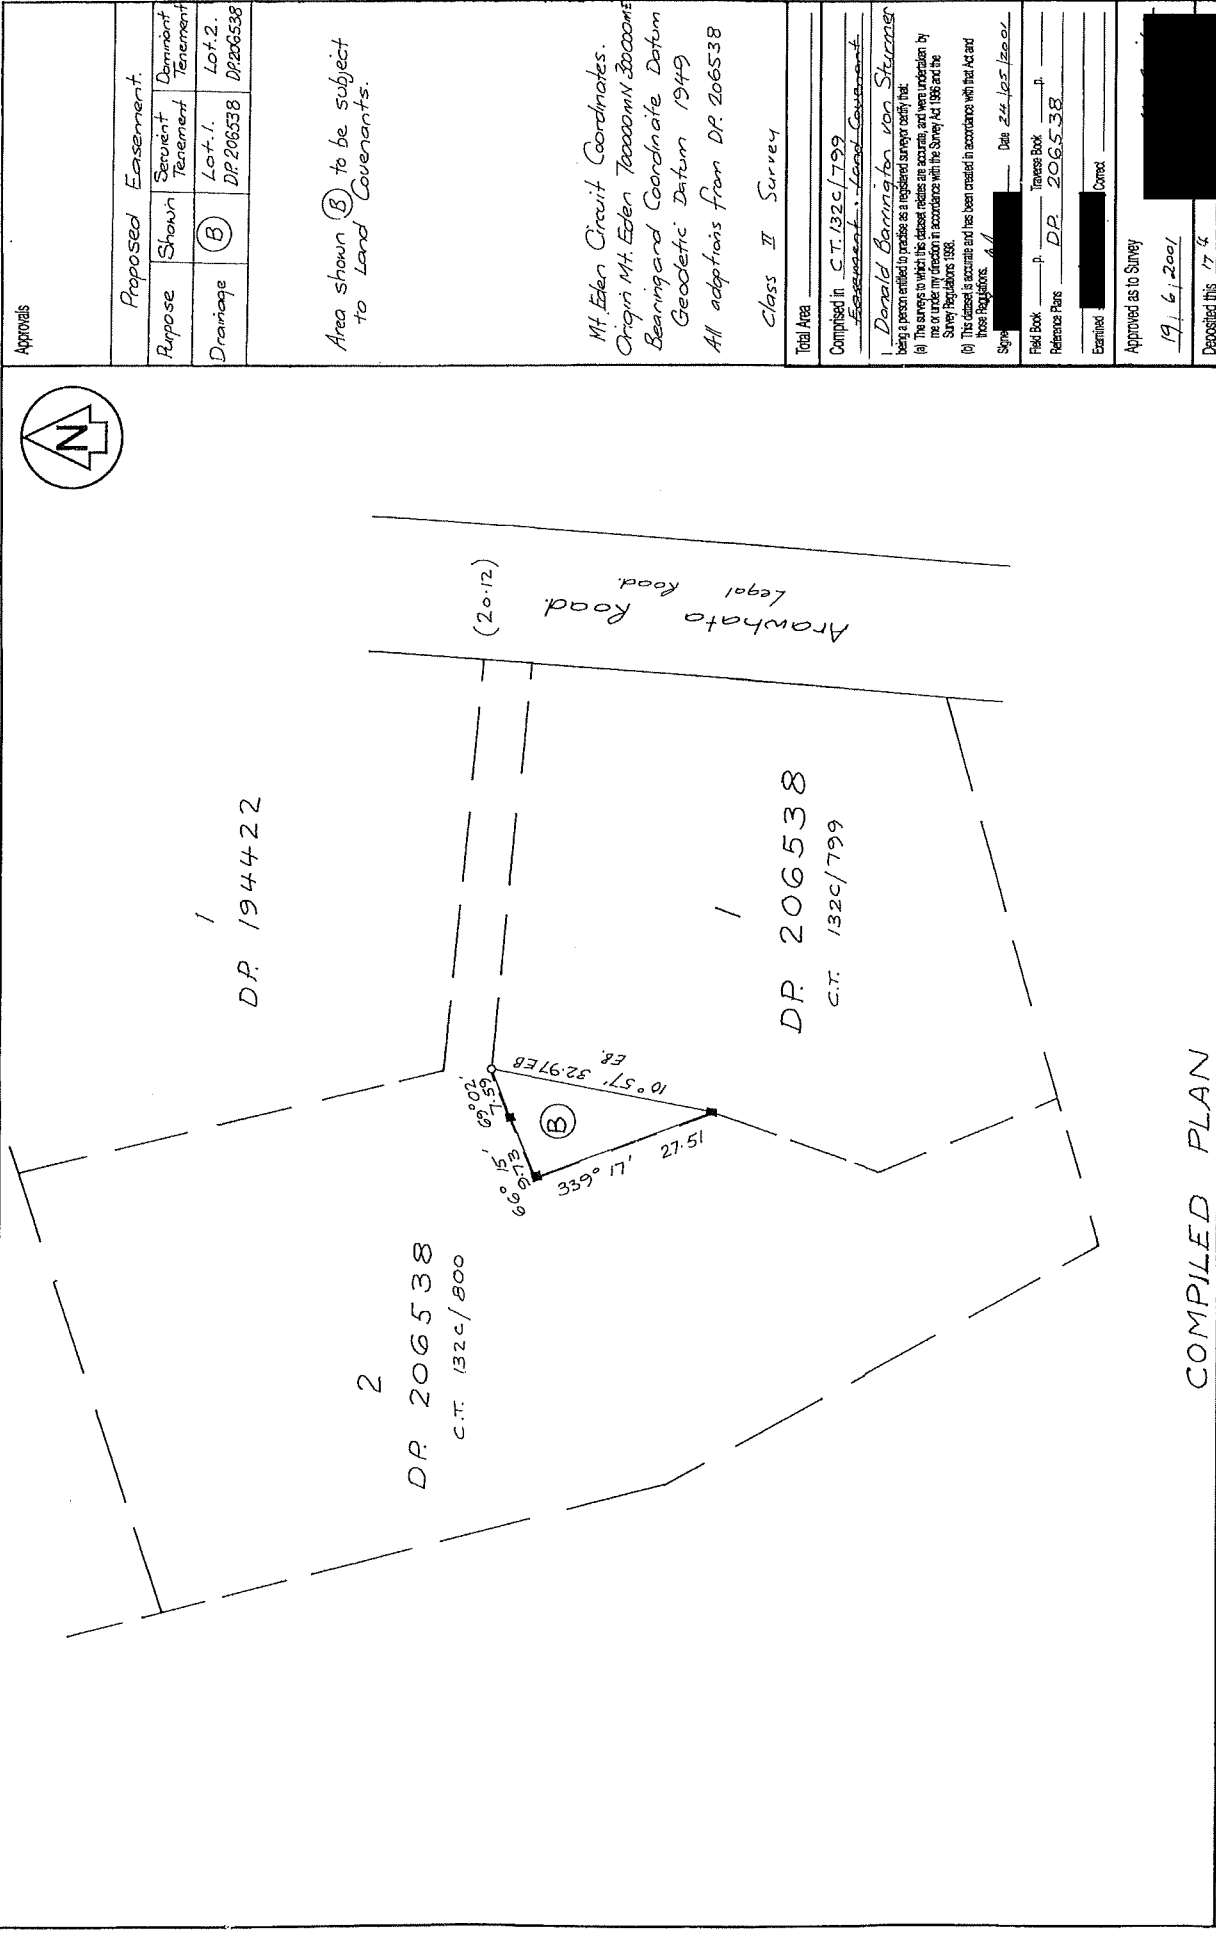 Approvals
Proposed Easement.
Purpose Shown Servient Tenement Dominant Tenement
Drainage B Lot.1. DP.206538 Lot.2. DP.206538
Area shown B to be subject
to Land Covenants.
Mt Eden Circuit Coordinates.
Origin Mt. Eden 700000mN 300000mE
Bearing and Coordinate Datum
Geodetic Datum 1949
All adoptions from DP. 206538
Class II Survey
Total Area
Comprised in C.T. 132C/799
Easement. Land Covenant
I Donald Barrington von Sturmer
being a person entitled to practise as a registered surveyor certify that:
(a) The surveys to which this dataset relates are accurate, and were undertaken by
me or under my direction in accordance with the Survey Act 1986 and the
Survey Regulations 1998.
(b) This dataset is accurate and has been created in accordance with that Act and
those Regulations.
Date 24/05/2001
Field Book p. Traverse Book p.
Reference Plans DP. 206538
Examined Correct
Approved as to Survey
19/6/2001
Deposited this
N
1
DP. 194422
(20.12)
Arawhata Road.
Legal Road.
1
DP. 206538
C.T. 132C/799
69° 02'
7.59
66° 15'
9.73
B
10° 57' 32.97 EB
EB.
339° 17' 27.51
2
DP. 206538
C.T. 132C/800
COMPILED PLAN